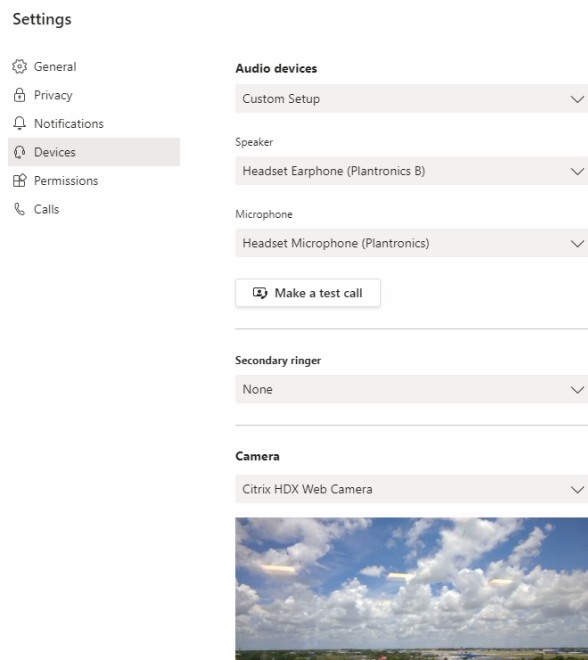 Settings
General
Privacy
Notifications
Devices
Permissions
Calls
Audio devices
Custom Setup
Speaker
Headset Earphone (Plantronics B)
Microphone
Headset Microphone (Plantronics)
Make a test call
Secondary ringer
None
Camera
Citrix HDX Web Camera